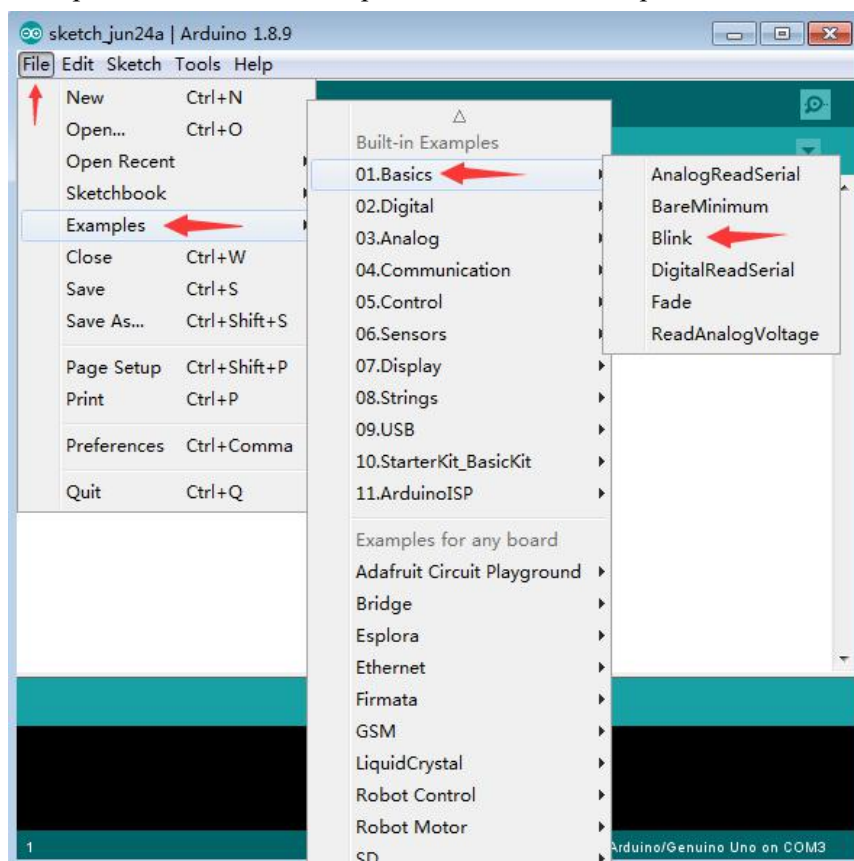 sketch_jun24a | Arduino 1.8.9
File Edit Sketch Tools Help
New Ctrl+N
Open... Ctrl+O
Open Recent
Sketchbook
Examples
Close Ctrl+W
Save Ctrl+S
Save As... Ctrl+Shift+S
Page Setup Ctrl+Shift+P
Print Ctrl+P
Preferences Ctrl+Comma
Quit Ctrl+Q
Built-in Examples
01.Basics
02.Digital
03.Analog
04.Communication
05.Control
06.Sensors
07.Display
08.Strings
09.USB
10.StarterKit_BasicKit
11.ArduinoISP
Examples for any board
Adafruit Circuit Playground
Bridge
Esplora
Ethernet
Firmata
GSM
LiquidCrystal
Robot Control
Robot Motor
SD
AnalogReadSerial
BareMinimum
Blink
DigitalReadSerial
Fade
ReadAnalogVoltage
1
Arduino/Genuino Uno on COM3